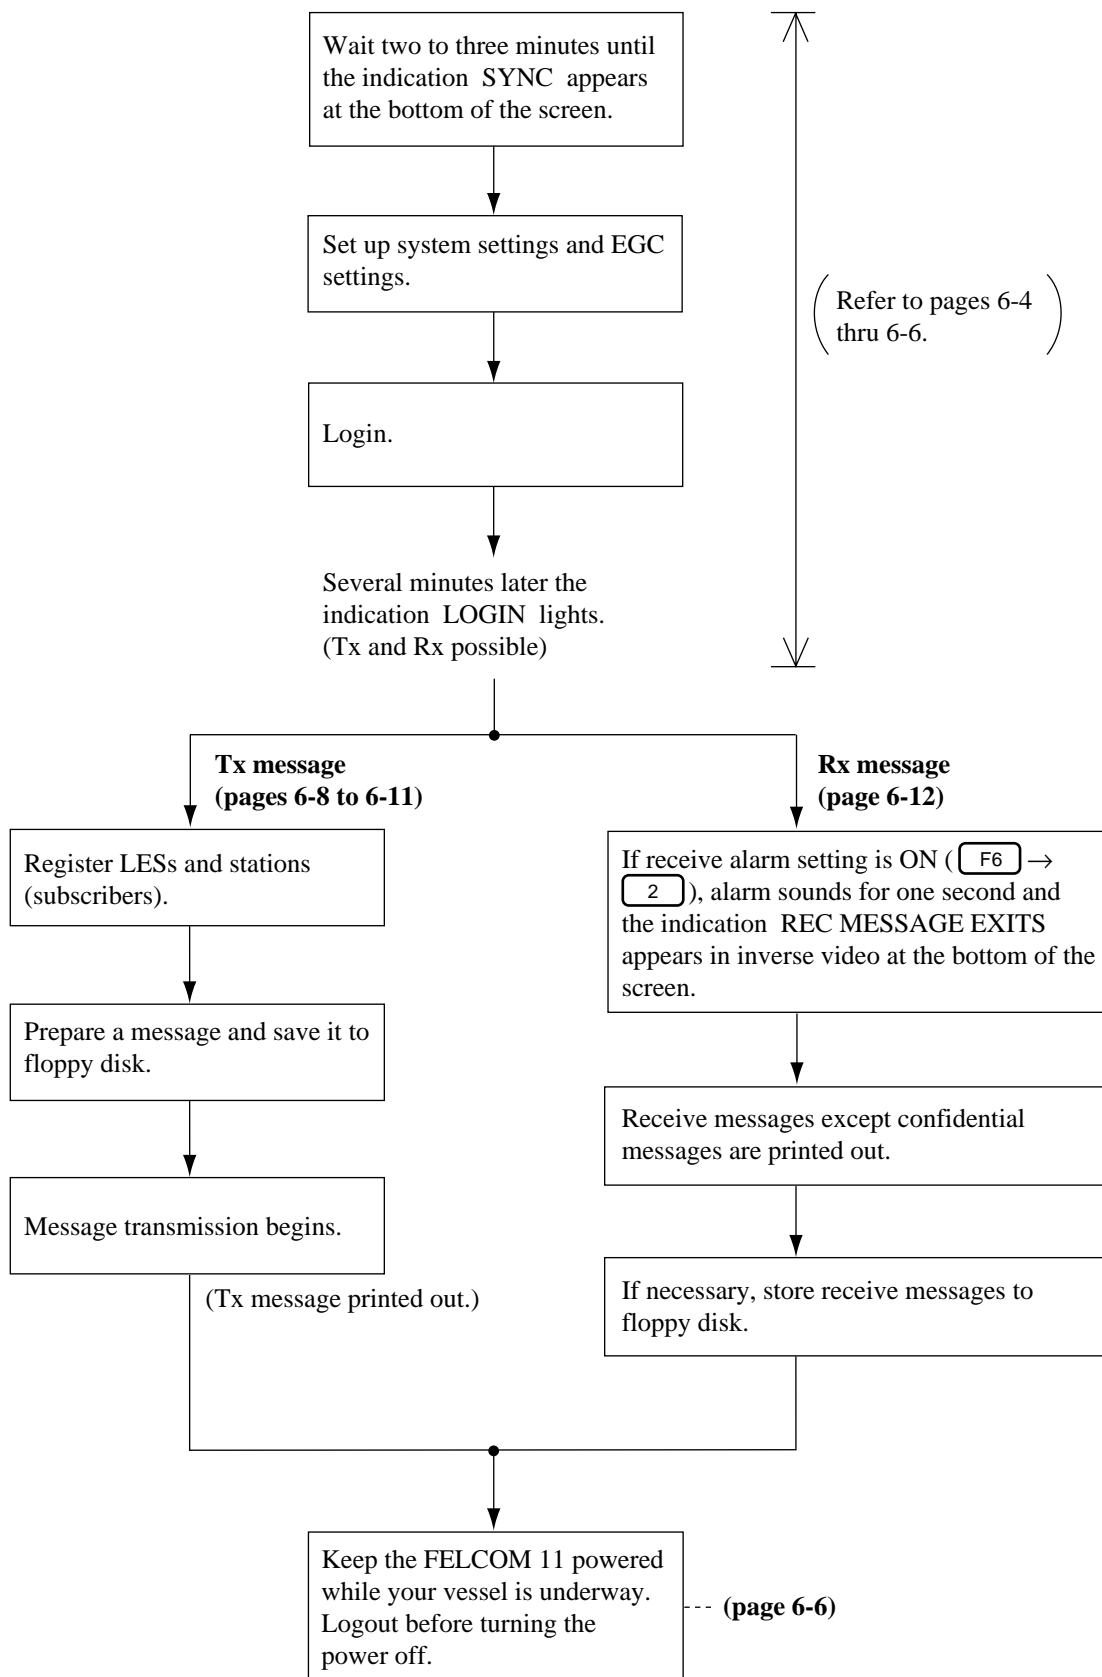 Wait two to three minutes until
the indication SYNC appears
at the bottom of the screen.
Set up system settings and EGC
settings.
(Refer to pages 6-4
thru 6-6.)
Login.
Several minutes later the
indication LOGIN lights.
(Tx and Rx possible)
Tx message
(pages 6-8 to 6-11)
Register LESs and stations
(subscribers).
Prepare a message and save it to
floppy disk.
Message transmission begins.
(Tx message printed out.)
Rx message
(page 6-12)
If receive alarm setting is ON ( F6 →
2 ), alarm sounds for one second and
the indication REC MESSAGE EXITS
appears in inverse video at the bottom of the
screen.
Receive messages except confidential
messages are printed out.
If necessary, store receive messages to
floppy disk.
Keep the FELCOM 11 powered
while your vessel is underway.
Logout before turning the
power off.
(page 6-6)